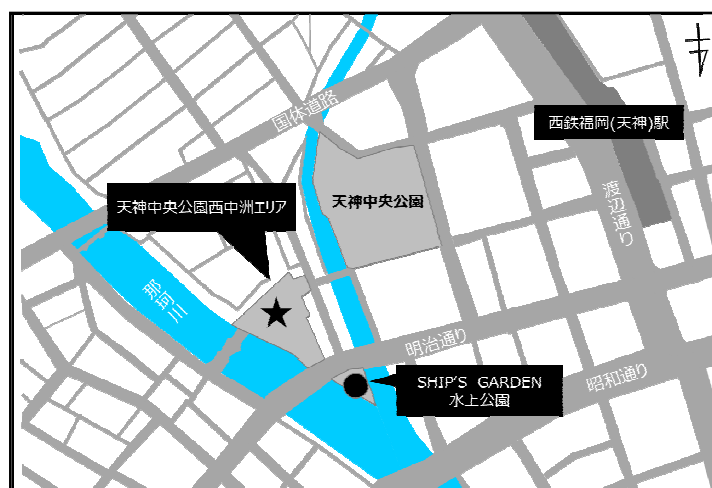 国体道路
西鉄福岡(天神)駅
渡辺通り
天神中央公園西中洲エリア
天神中央公園
那珂川
明治通り
昭和通り
SHIP'S GARDEN
水上公園